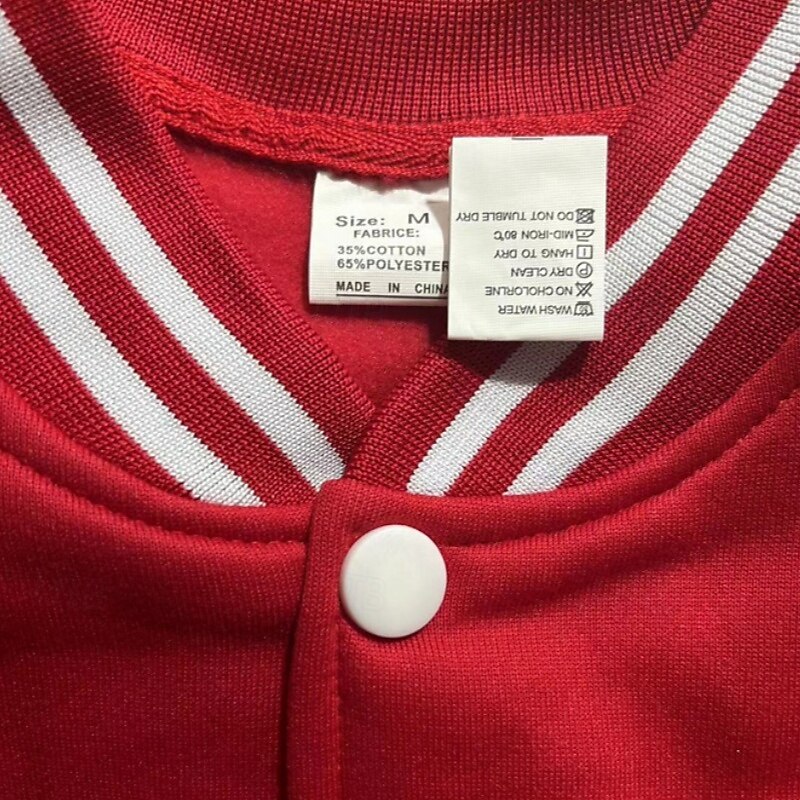 Size: M
FABRICE:
35%COTTON
65%POLYESTER
MADE IN CHINA
WASH WATER
NO CHOLORLNE
DRY CLEAN
HANG TO DRY
MID-IRON 80℃
DO NOT TUMBLE DRY